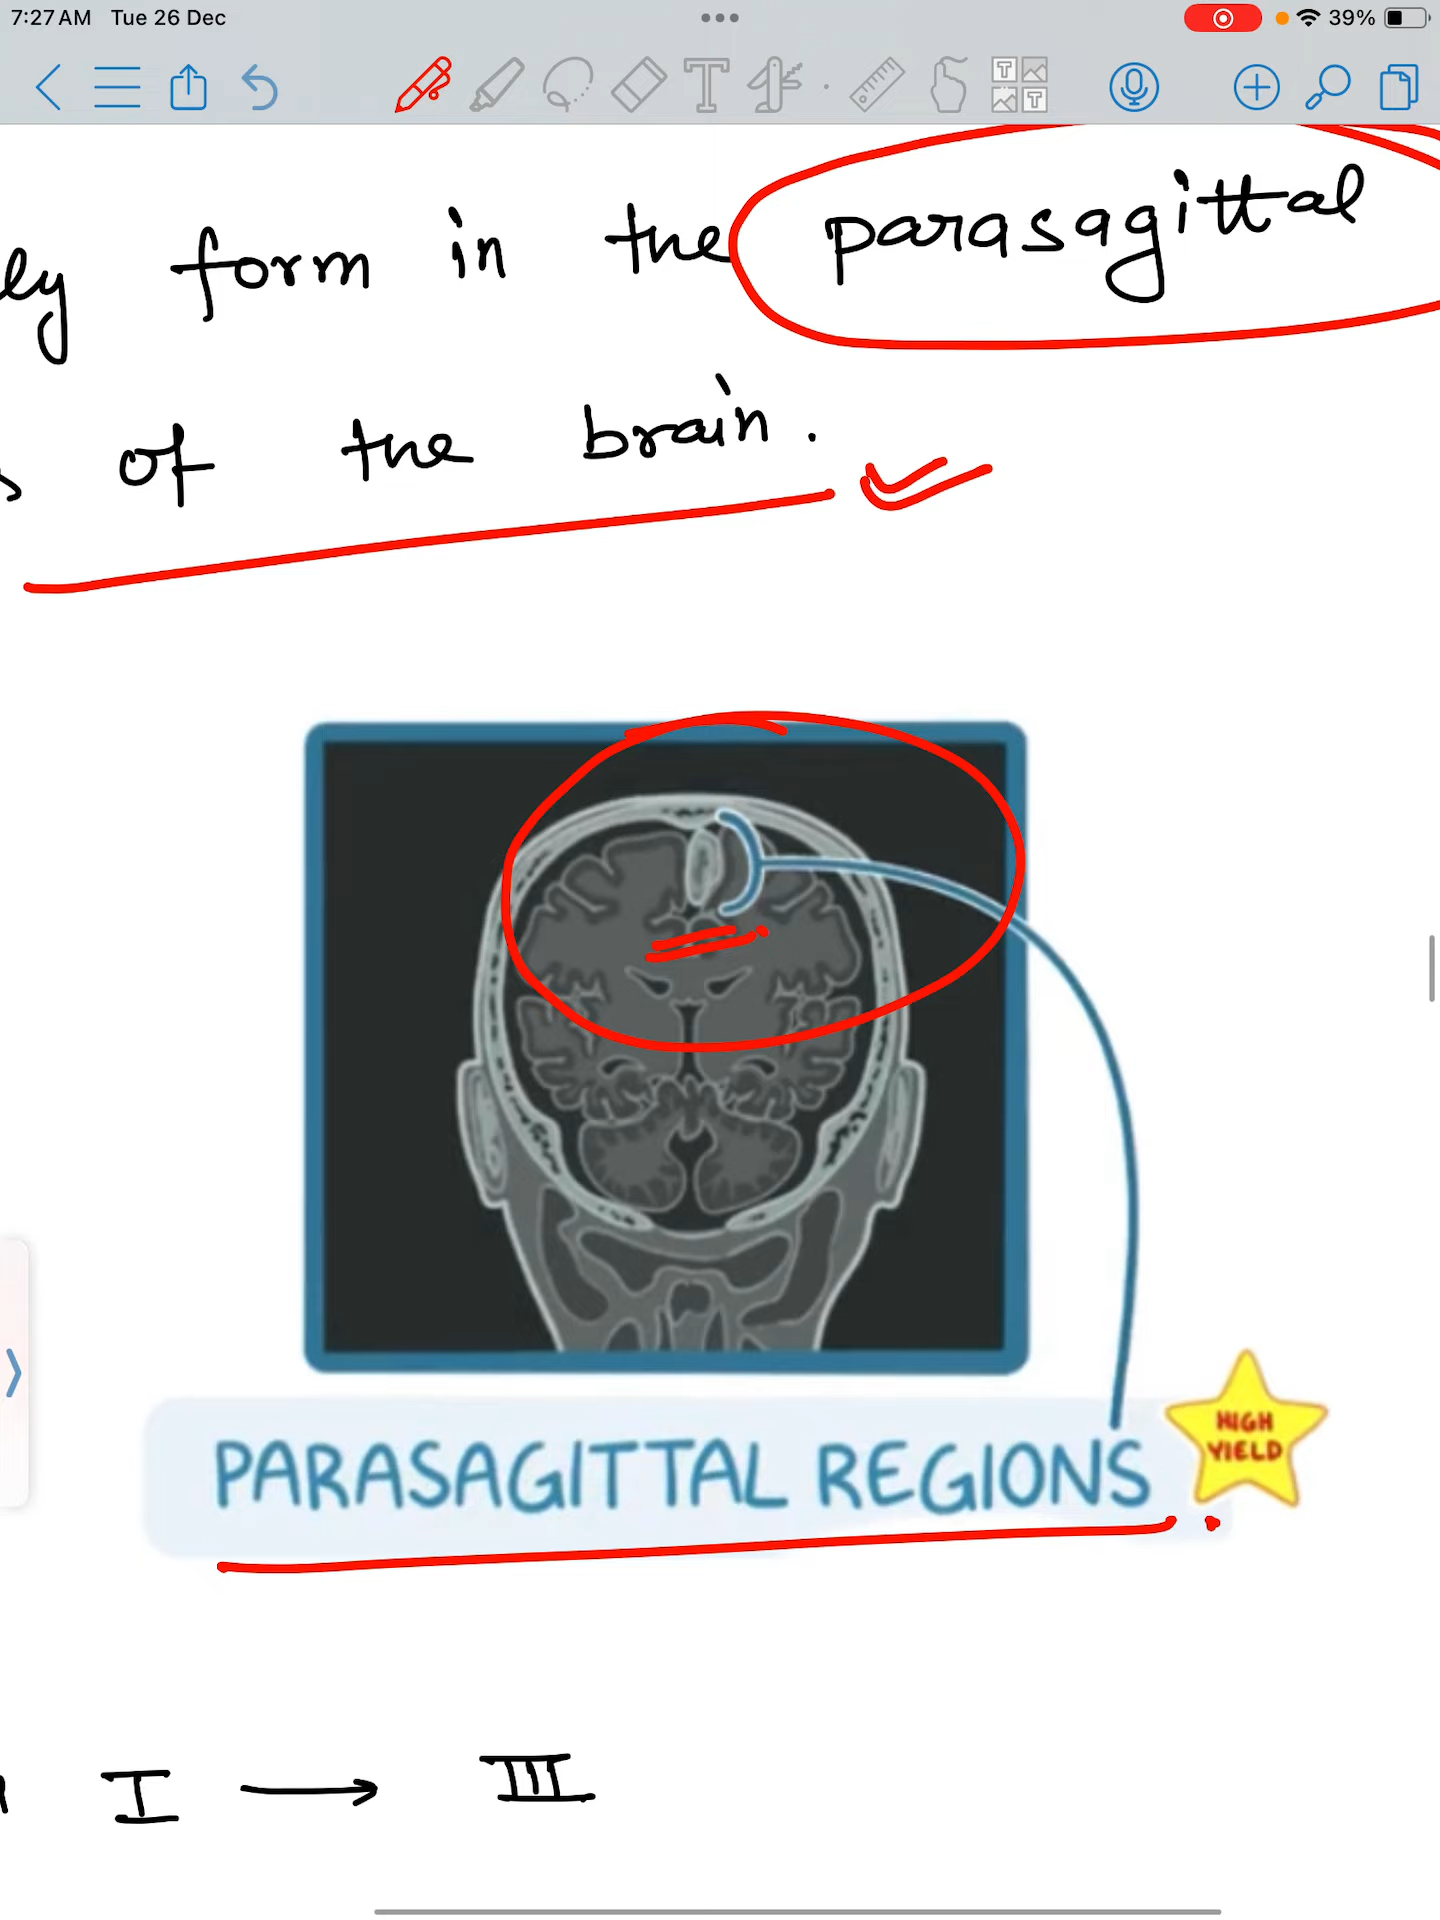 7:27 AM Tue 26 Dec
39%
ey form in the parasagittal
s of the brain.
PARASAGITTAL REGIONS
HIGH
YIELD
I → III